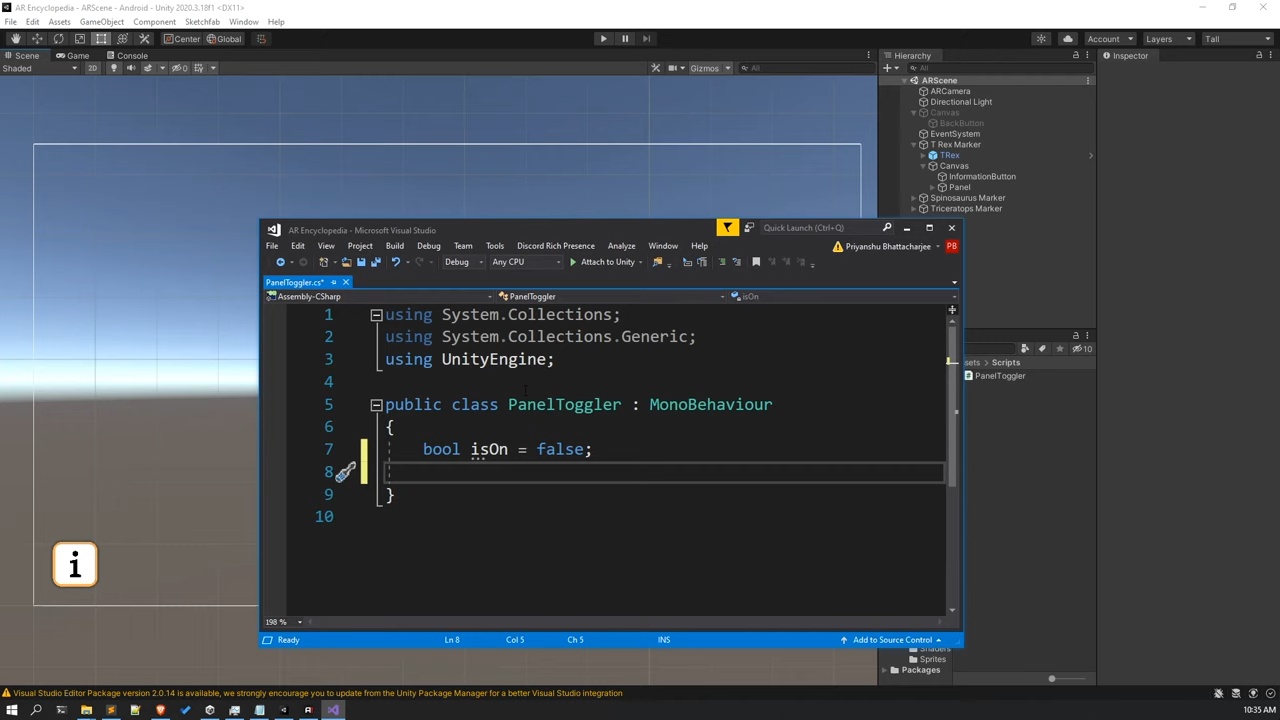 AR Encyclopedia - ARScene - Android - Unity 2020.3.18f1 <DX11>
File Edit Assets GameObject Component Sketchfab Window Help
Center Global Account Layers Tall
Scene Game Console Hierarchy Inspector
Shaded 2D 0 Gizmos All All
ARScene
ARCamera
Directional Light
Canvas
BackButton
EventSystem
T Rex Marker
TRex
Canvas
InformationButton
Panel
Spinosaurus Marker
Triceratops Marker
AR Encyclopedia - Microsoft Visual Studio Quick Launch (Ctrl+Q)
File Edit View Project Build Debug Team Tools Discord Rich Presence Analyze Window Help Priyanshu Bhattacharjee PB
Debug Any CPU Attach to Unity
PanelToggler.cs*
Assembly-CSharp PanelToggler isOn
1 using System.Collections;
2 using System.Collections.Generic;
3 using UnityEngine;
4
5 public class PanelToggler : MonoBehaviour
6 {
7 bool isOn = false;
8
9 }
10
198 %
Ready Ln 8 Col 5 Ch 5 INS Add to Source Control
10
ssets Scripts
PanelToggler
i
Shaders
Sprites
Packages
Visual Studio Editor Package version 2.0.14 is available, we strongly encourage you to update from the Unity Package Manager for a better Visual Studio integration
10:35 AM